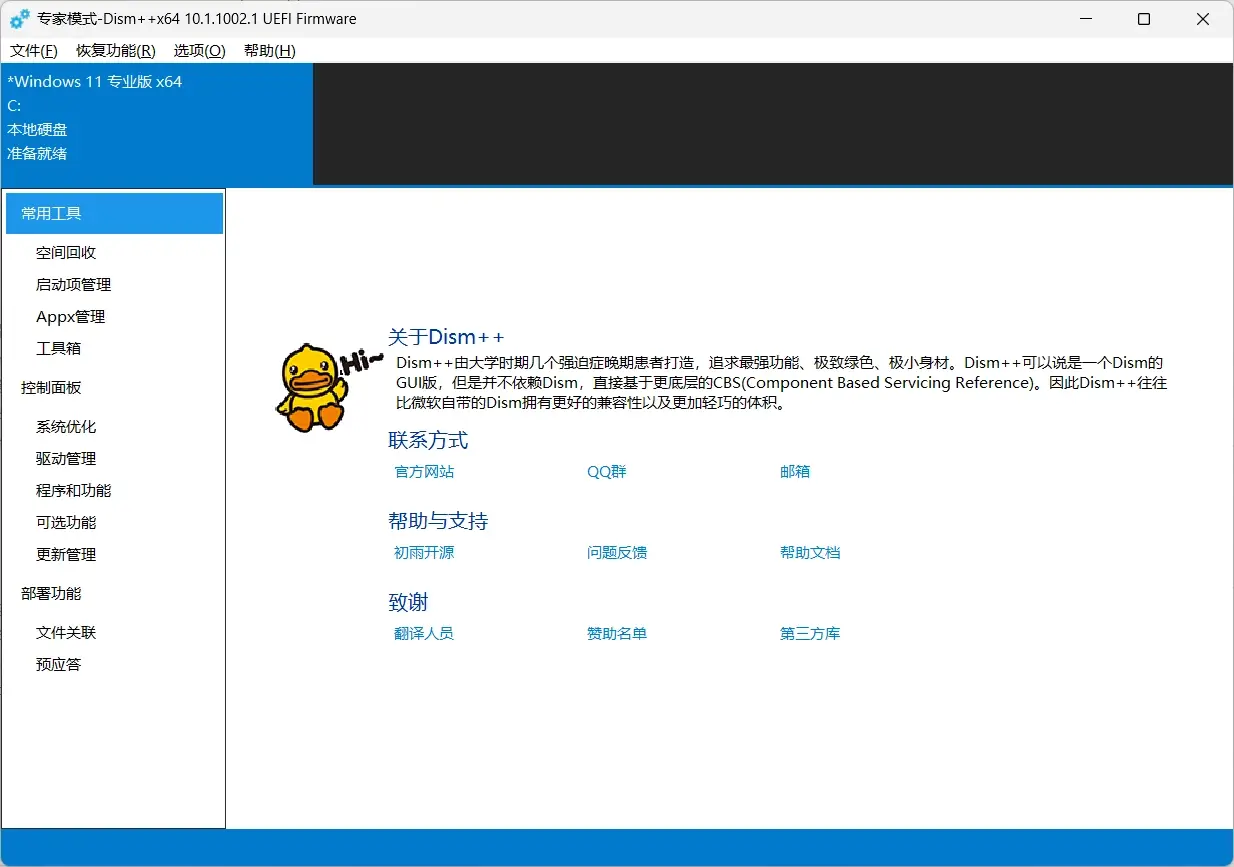 专家模式-Dism++x64 10.1.1002.1 UEFI Firmware
文件(F) 恢复功能(R) 选项(O) 帮助(H)
*Windows 11 专业版 x64
C:
本地硬盘
准备就绪
常用工具
空间回收
启动项管理
Appx管理
工具箱
控制面板
系统优化
驱动管理
程序和功能
可选功能
更新管理
部署功能
文件关联
预应答
Hi~
关于Dism++
Dism++由大学时期几个强迫症晚期患者打造，追求最强功能、极致绿色、极小身材。Dism++可以说是一个Dism的
GUI版，但是并不依赖Dism，直接基于更底层的CBS(Component Based Servicing Reference)。因此Dism++往往
比微软自带的Dism拥有更好的兼容性以及更加轻巧的体积。
联系方式
官方网站 QQ群 邮箱
帮助与支持
初雨开源 问题反馈 帮助文档
致谢
翻译人员 赞助名单 第三方库